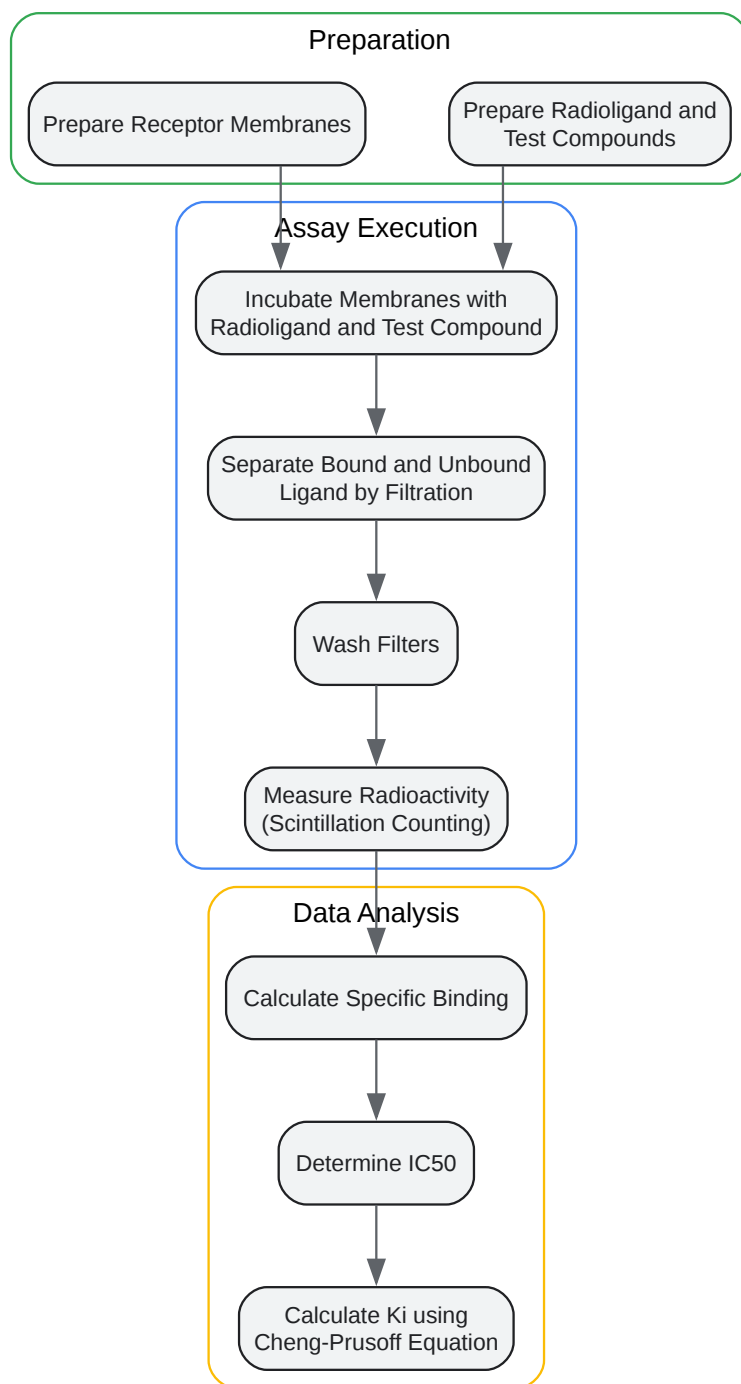 Preparation
Prepare Receptor Membranes
Prepare Radioligand and
Test Compounds
Assay Execution
Incubate Membranes with
Radioligand and Test Compound
Separate Bound and Unbound
Ligand by Filtration
Wash Filters
Measure Radioactivity
(Scintillation Counting)
Data Analysis
Calculate Specific Binding
Determine IC50
Calculate Ki using
Cheng-Prusoff Equation